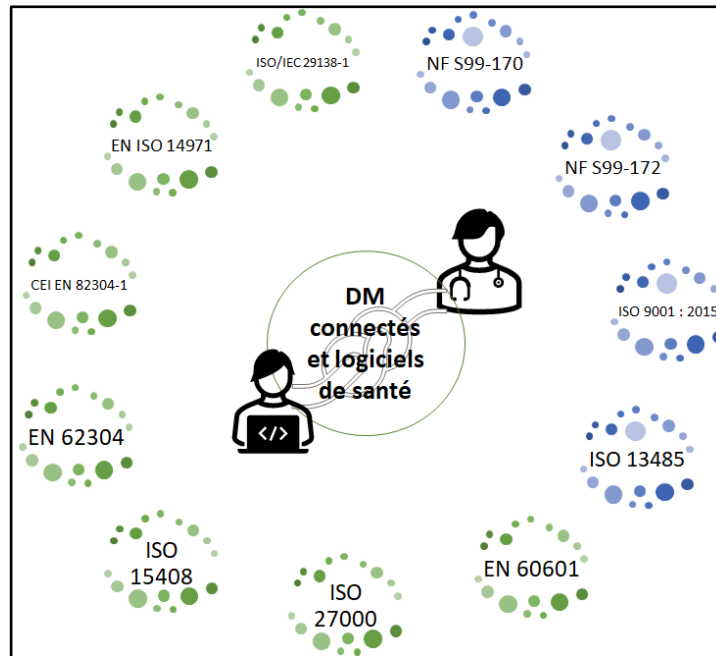 ISO/IEC 29138-1
NF S99-170
EN ISO 14971
NF S99-172
CEI EN 82304-1
DM
connectés
et logiciels
de santé
ISO 9001 : 2015
</>
EN 62304
ISO 13485
ISO
15408
EN 60601
ISO
27000